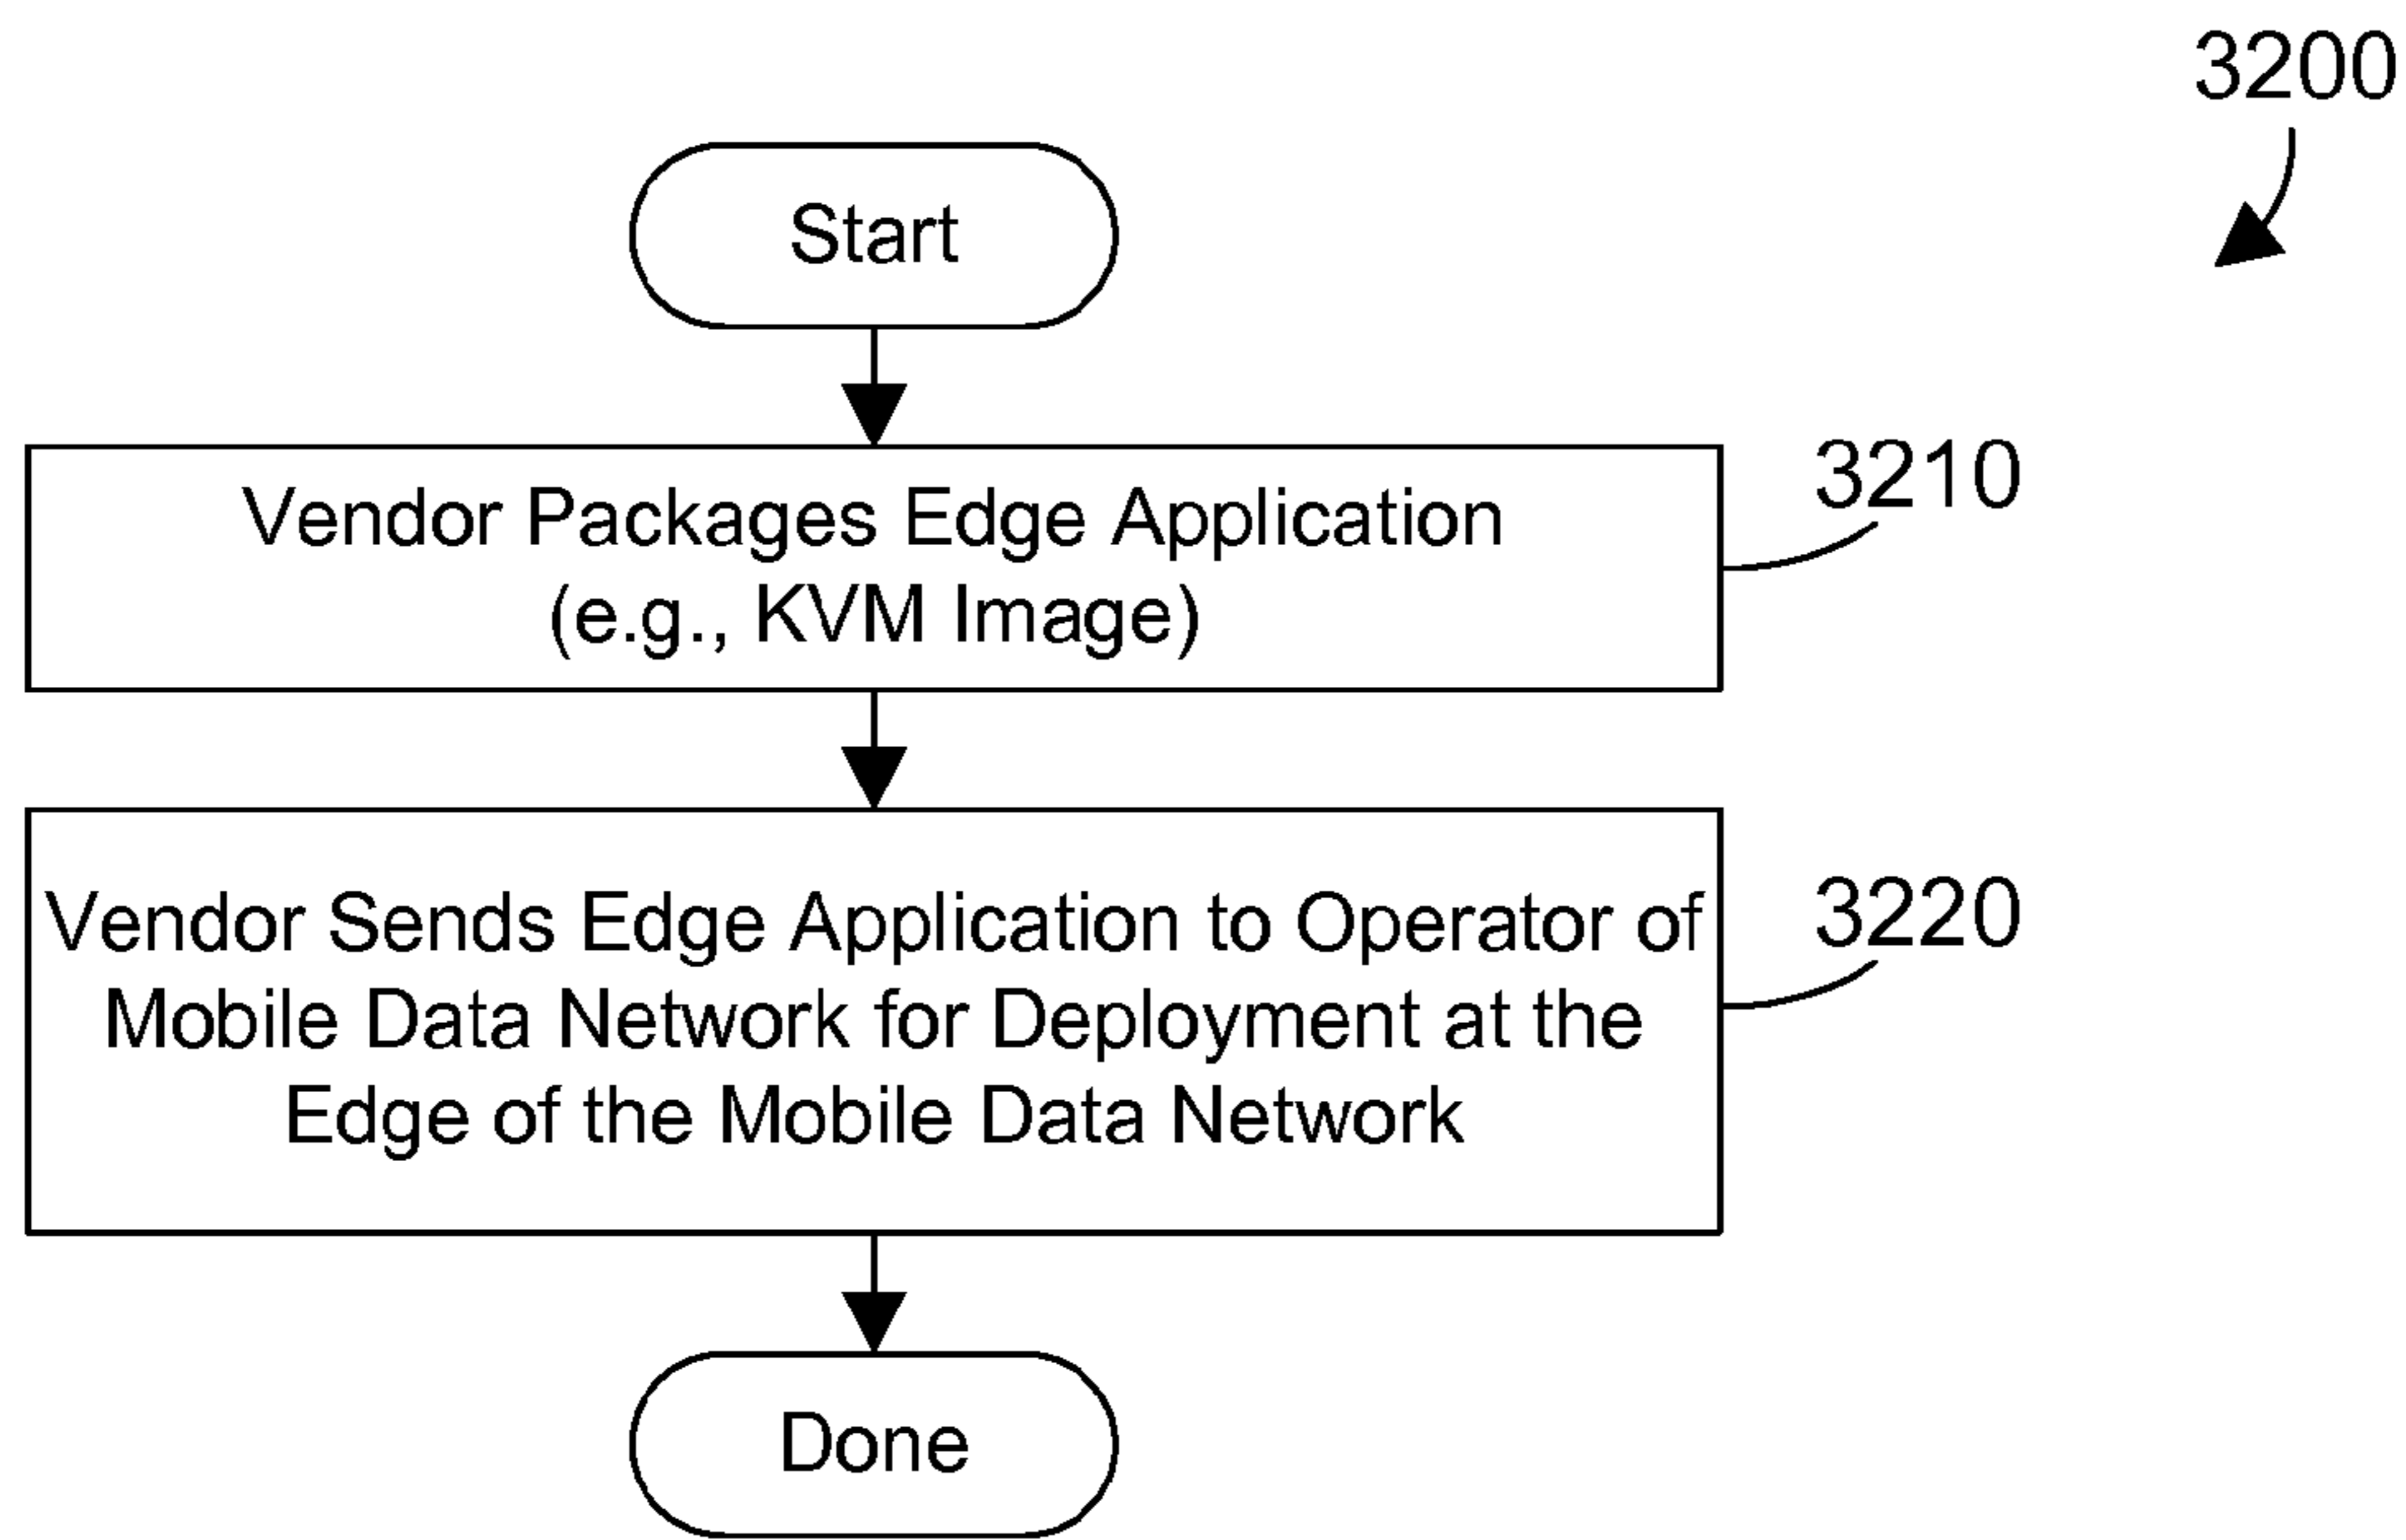 3200
Start
Vendor Packages Edge Application
(e.g., KVM Image)
3210
Vendor Sends Edge Application to Operator of
Mobile Data Network for Deployment at the
Edge of the Mobile Data Network
3220
Done